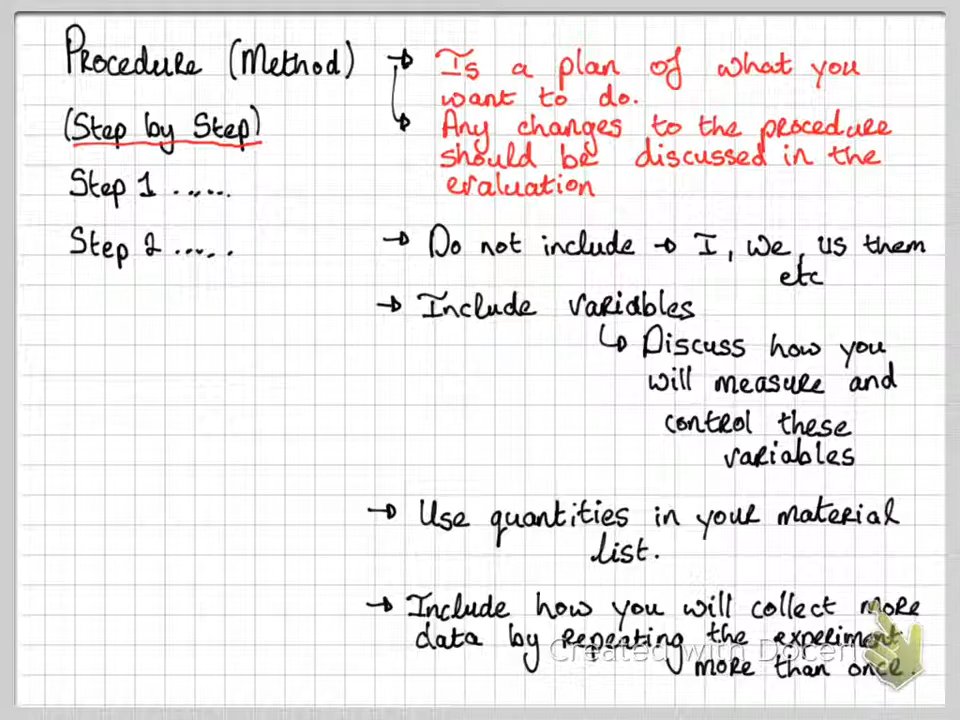 Procedure (Method)
→ Is a plan of what you
want to do.
(Step by Step)
→ Any changes to the procedure
should be discussed in the
evaluation
Step 1 ......
Step 2 ......
→ Do not include → I, we, us them
etc
→ Include variables
↳ Discuss how you
will measure and
control these
variables
→ Use quantities in your material
list.
→ Include how you will collect more
data by repeating the experiment
more than once.
Created with Doceri